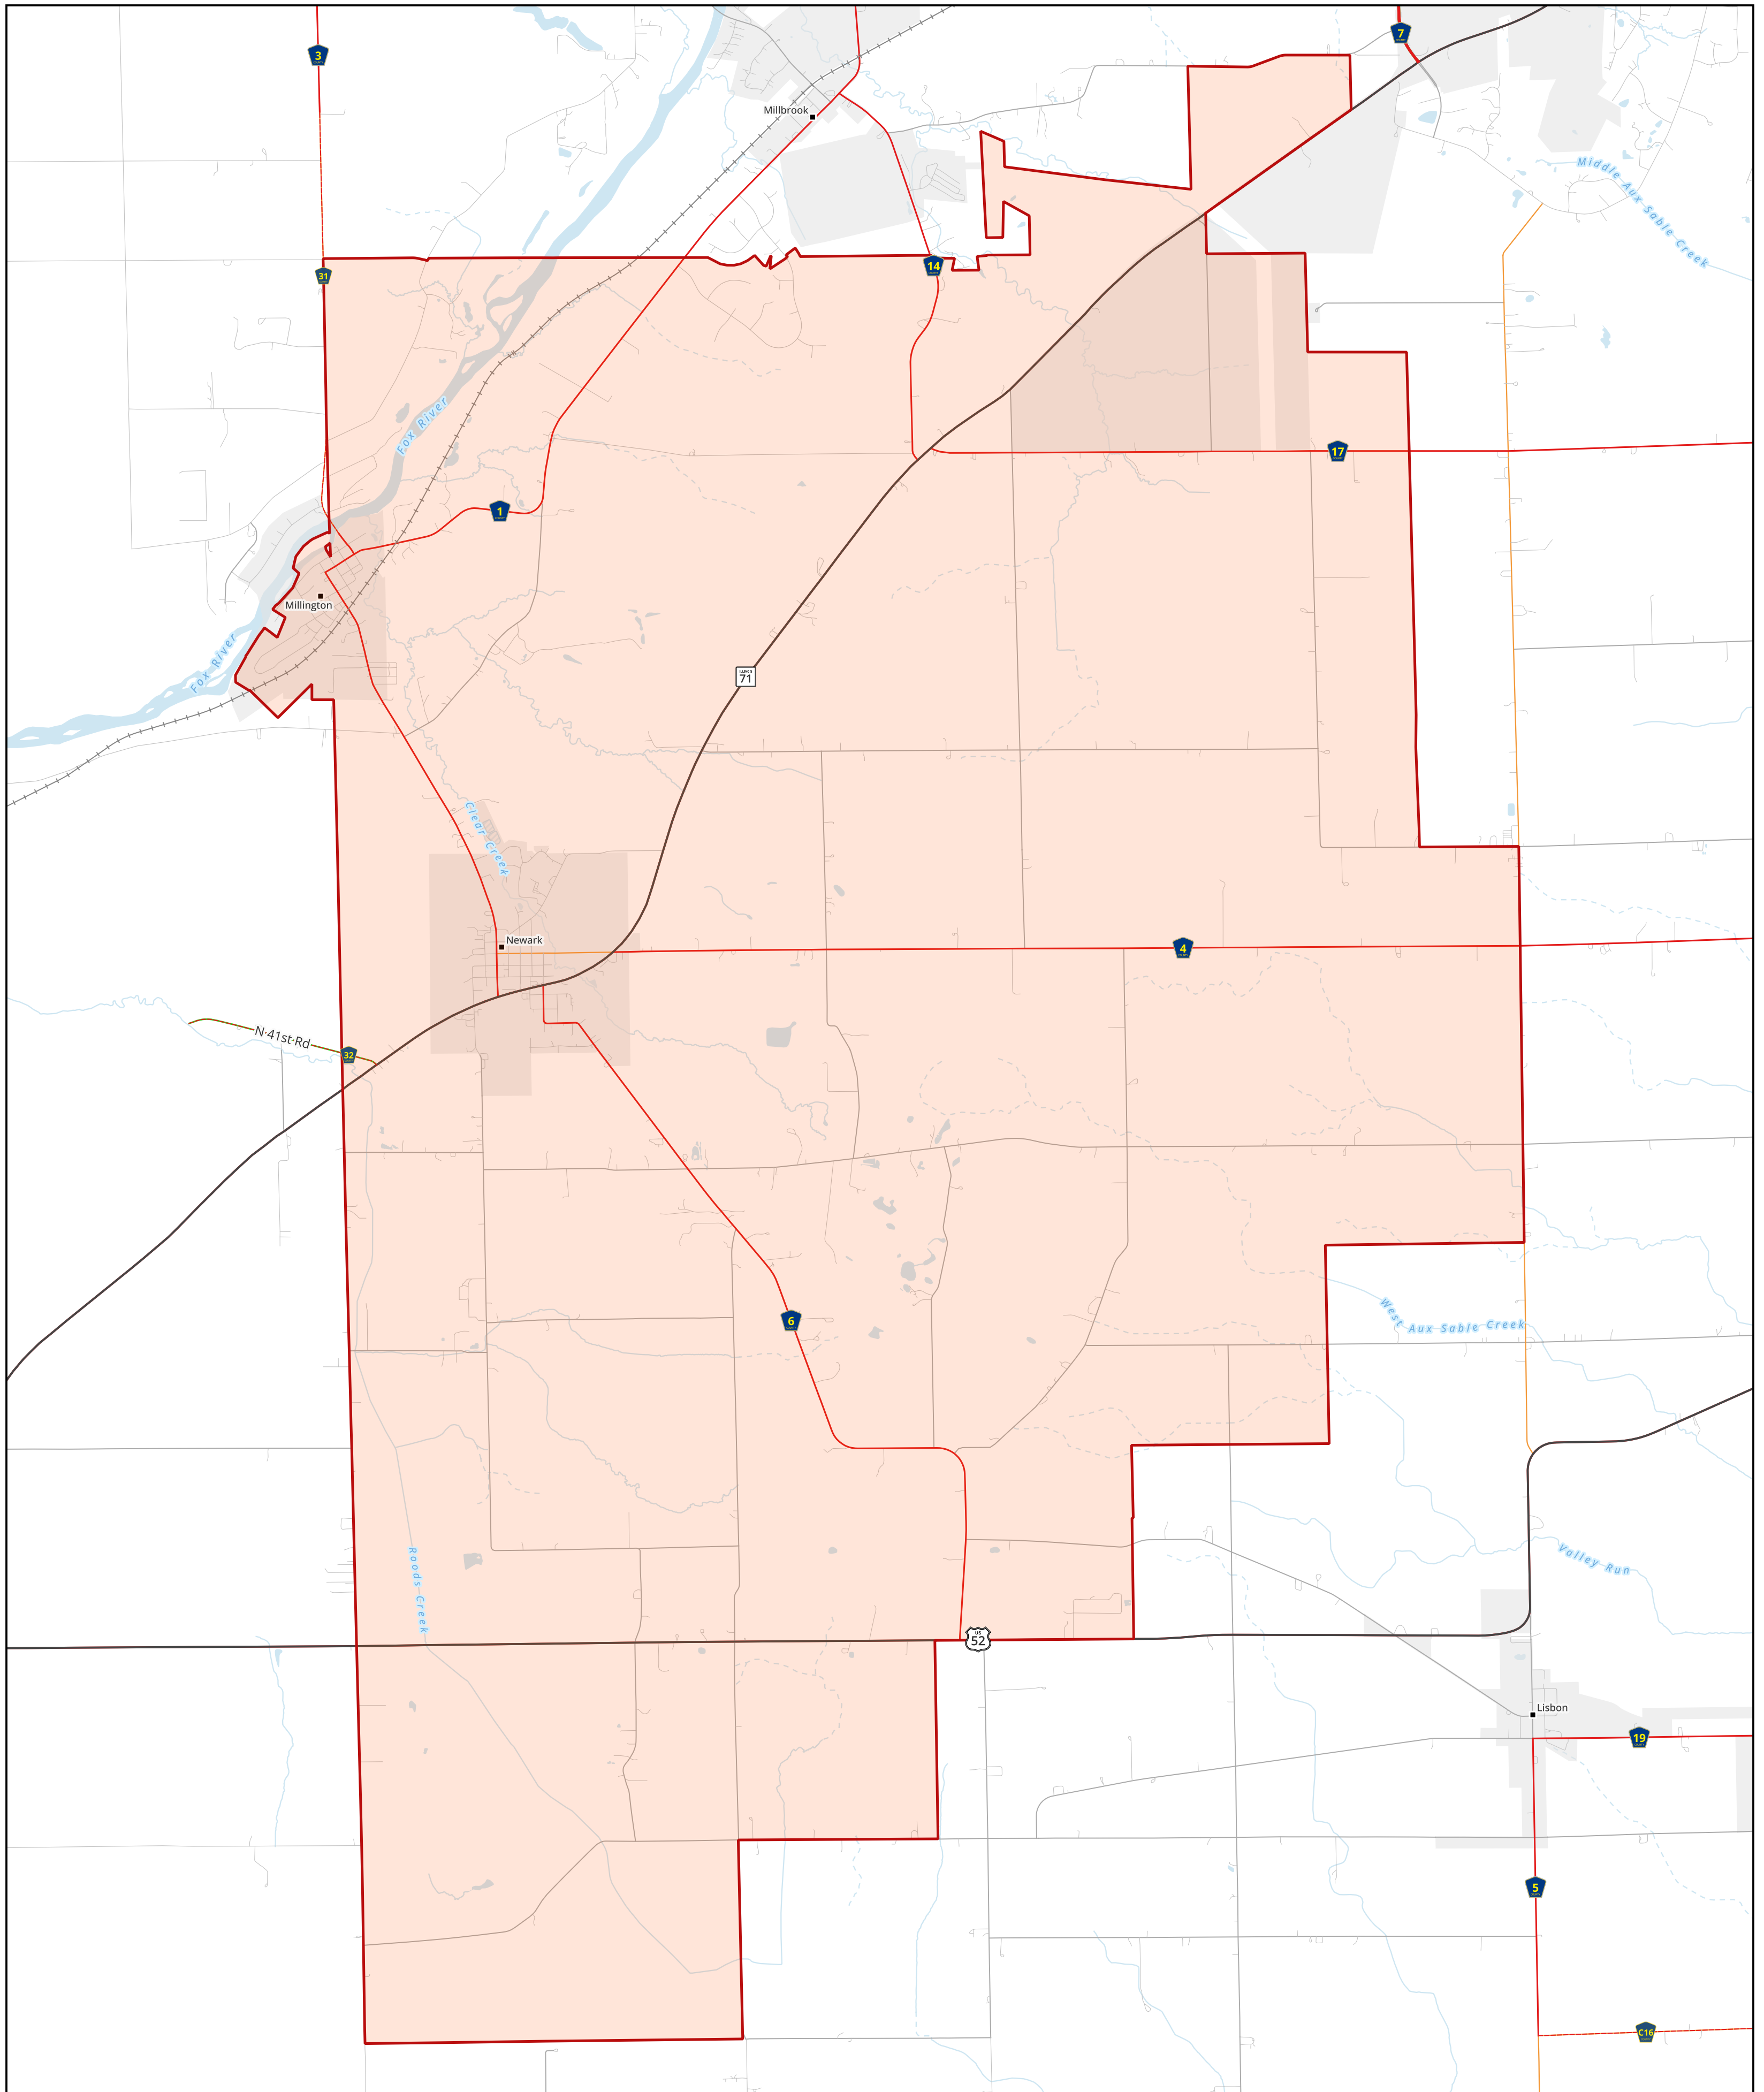 7
3
Millbrook
Middle Aux Sable Creek
14
31
Fox River
17
1
Millington
Fox River
ILLINOIS
71
Clear Creek
Newark
4
N 41st Rd
32
West Aux Sable Creek
6
Roods Creek
Valley Run
US
52
Lisbon
19
5
C16